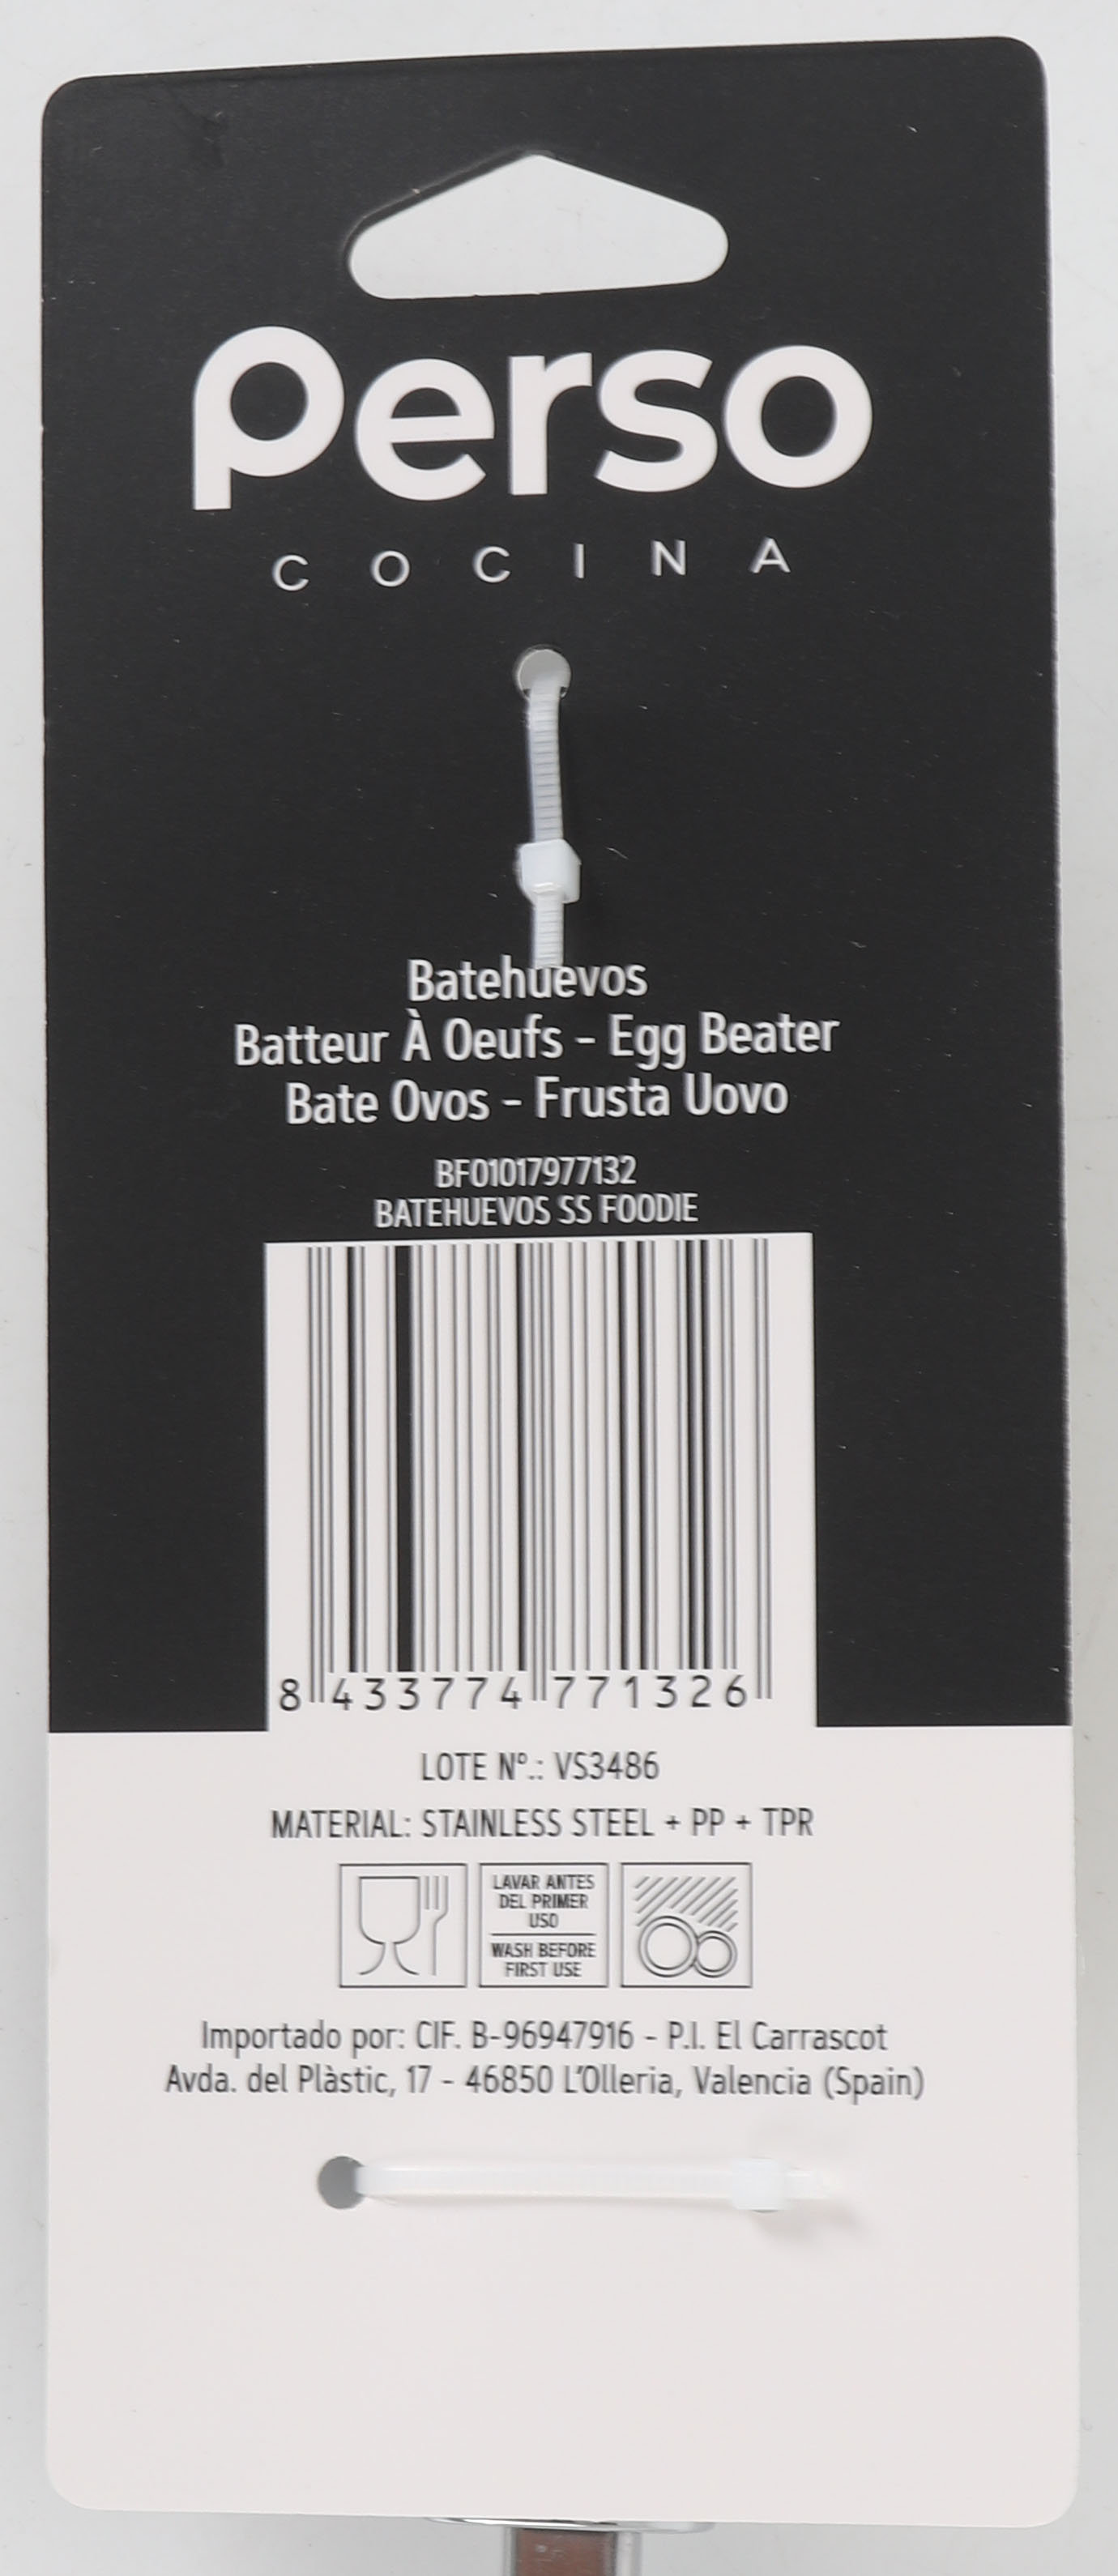 Perso
COCINA
Batehuevos
Batteur À Oeufs - Egg Beater
Bate Ovos - Frusta Uovo
BF01017977132
BATEHUEVOS SS FOODIE
8 433774 771326
LOTE Nº.: VS3486
MATERIAL: STAINLESS STEEL + PP + TPR
LAVAR ANTES
DEL PRIMER
USO
WASH BEFORE
FIRST USE
Importado por: CIF. B-96947916 - P.I. El Carrascot
Avda. del Plàstic, 17 - 46850 L'Olleria, Valencia (Spain)